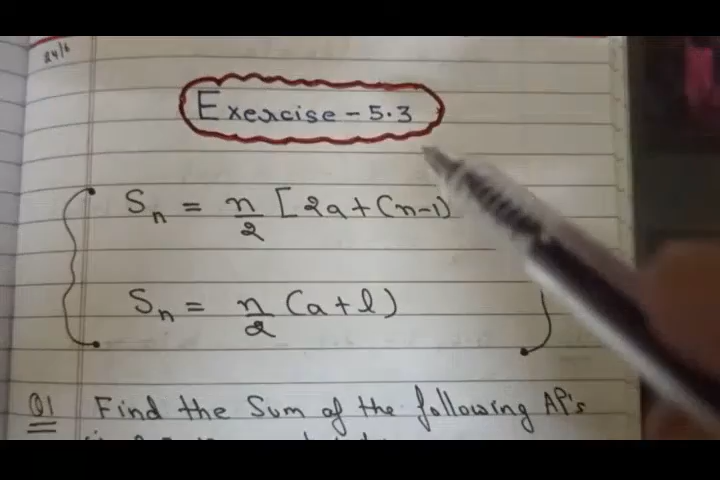 24/6
Exercise - 5.3
Sn = n/2 [2a+(n-1)
Sn = n/2 (a+l)
Q1 Find the Sum of the following AP's